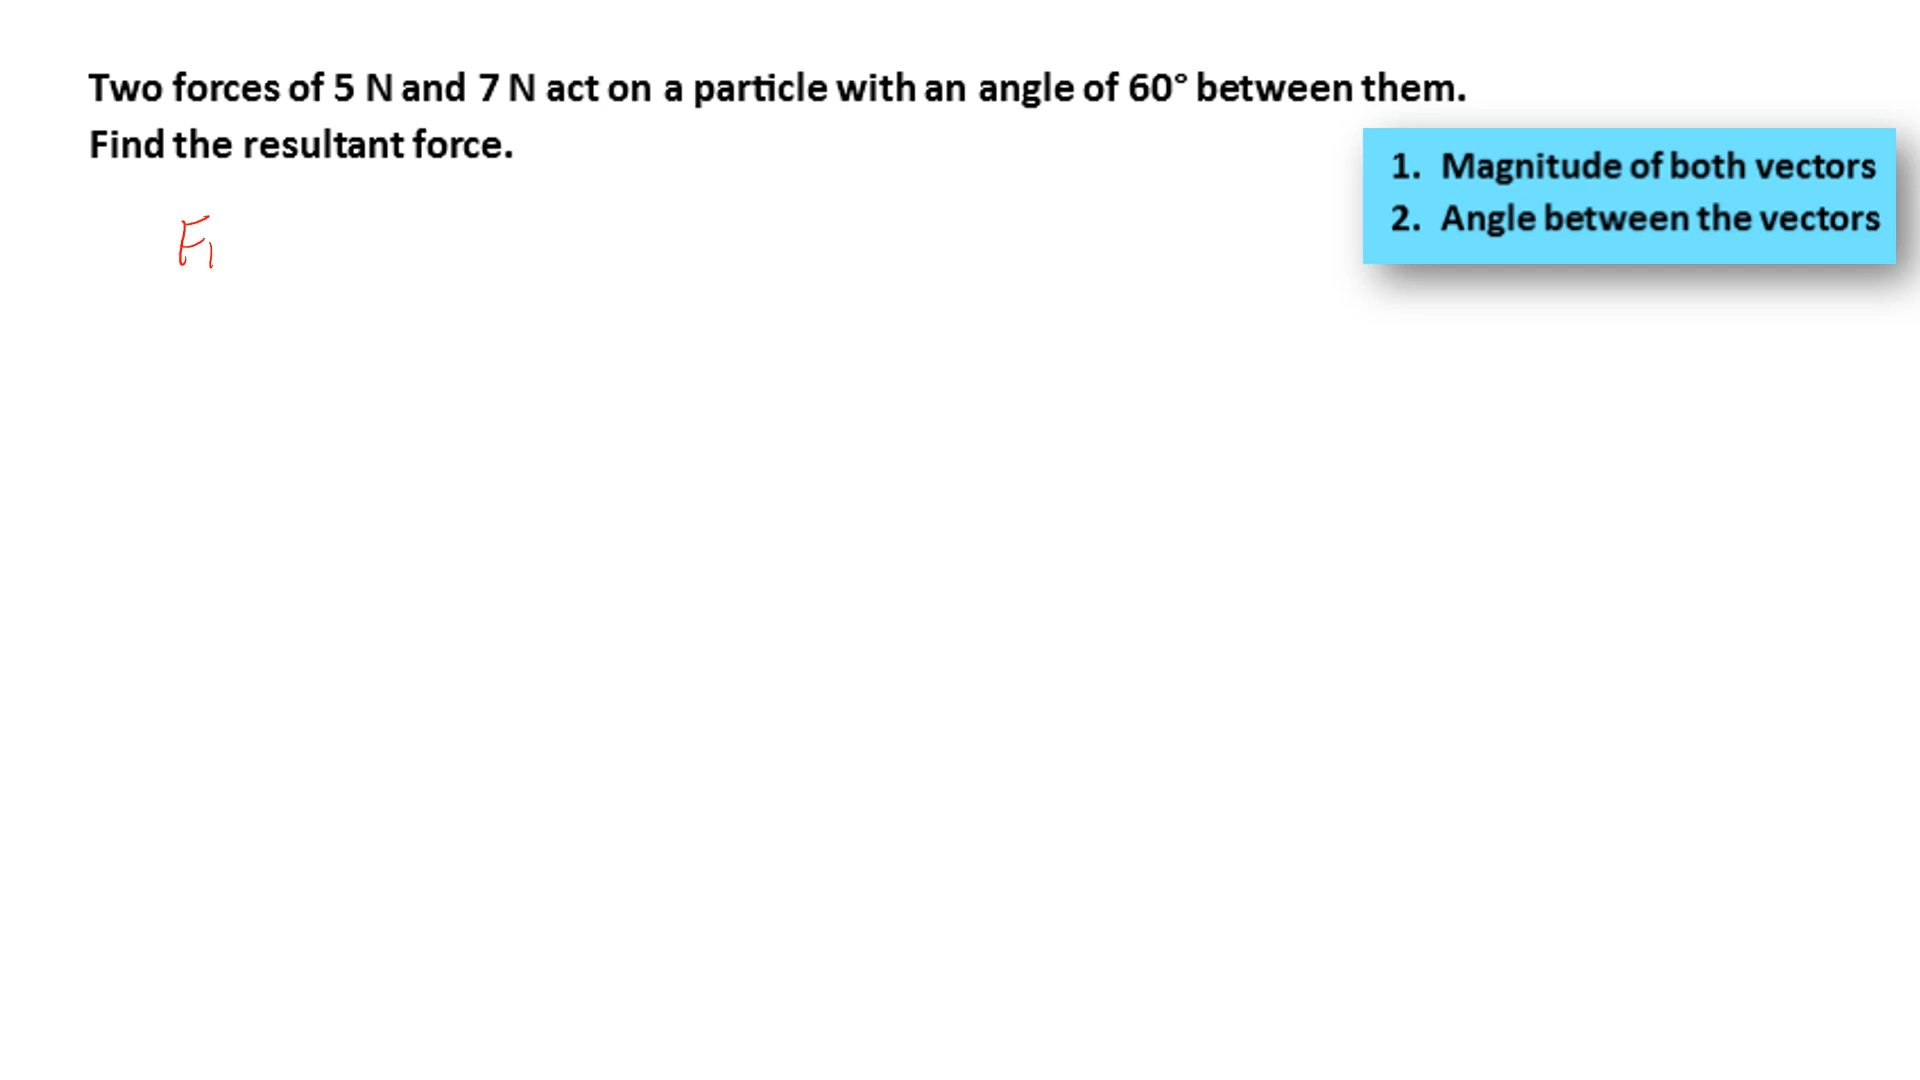 Two forces of 5 N and 7 N act on a particle with an angle of 60° between them.
Find the resultant force.
1. Magnitude of both vectors
2. Angle between the vectors
F₁